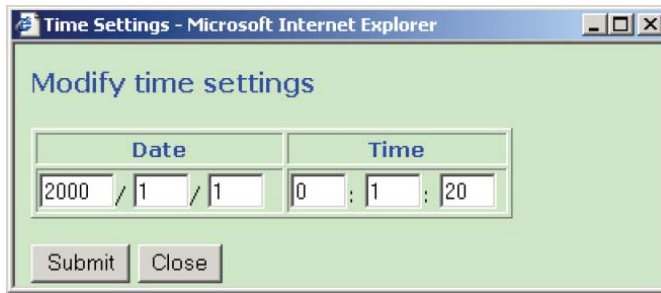 Time Settings - Microsoft Internet Explorer
Modify time settings
Date Time
2000 / 1 / 1 0 : 1 : 20
Submit Close